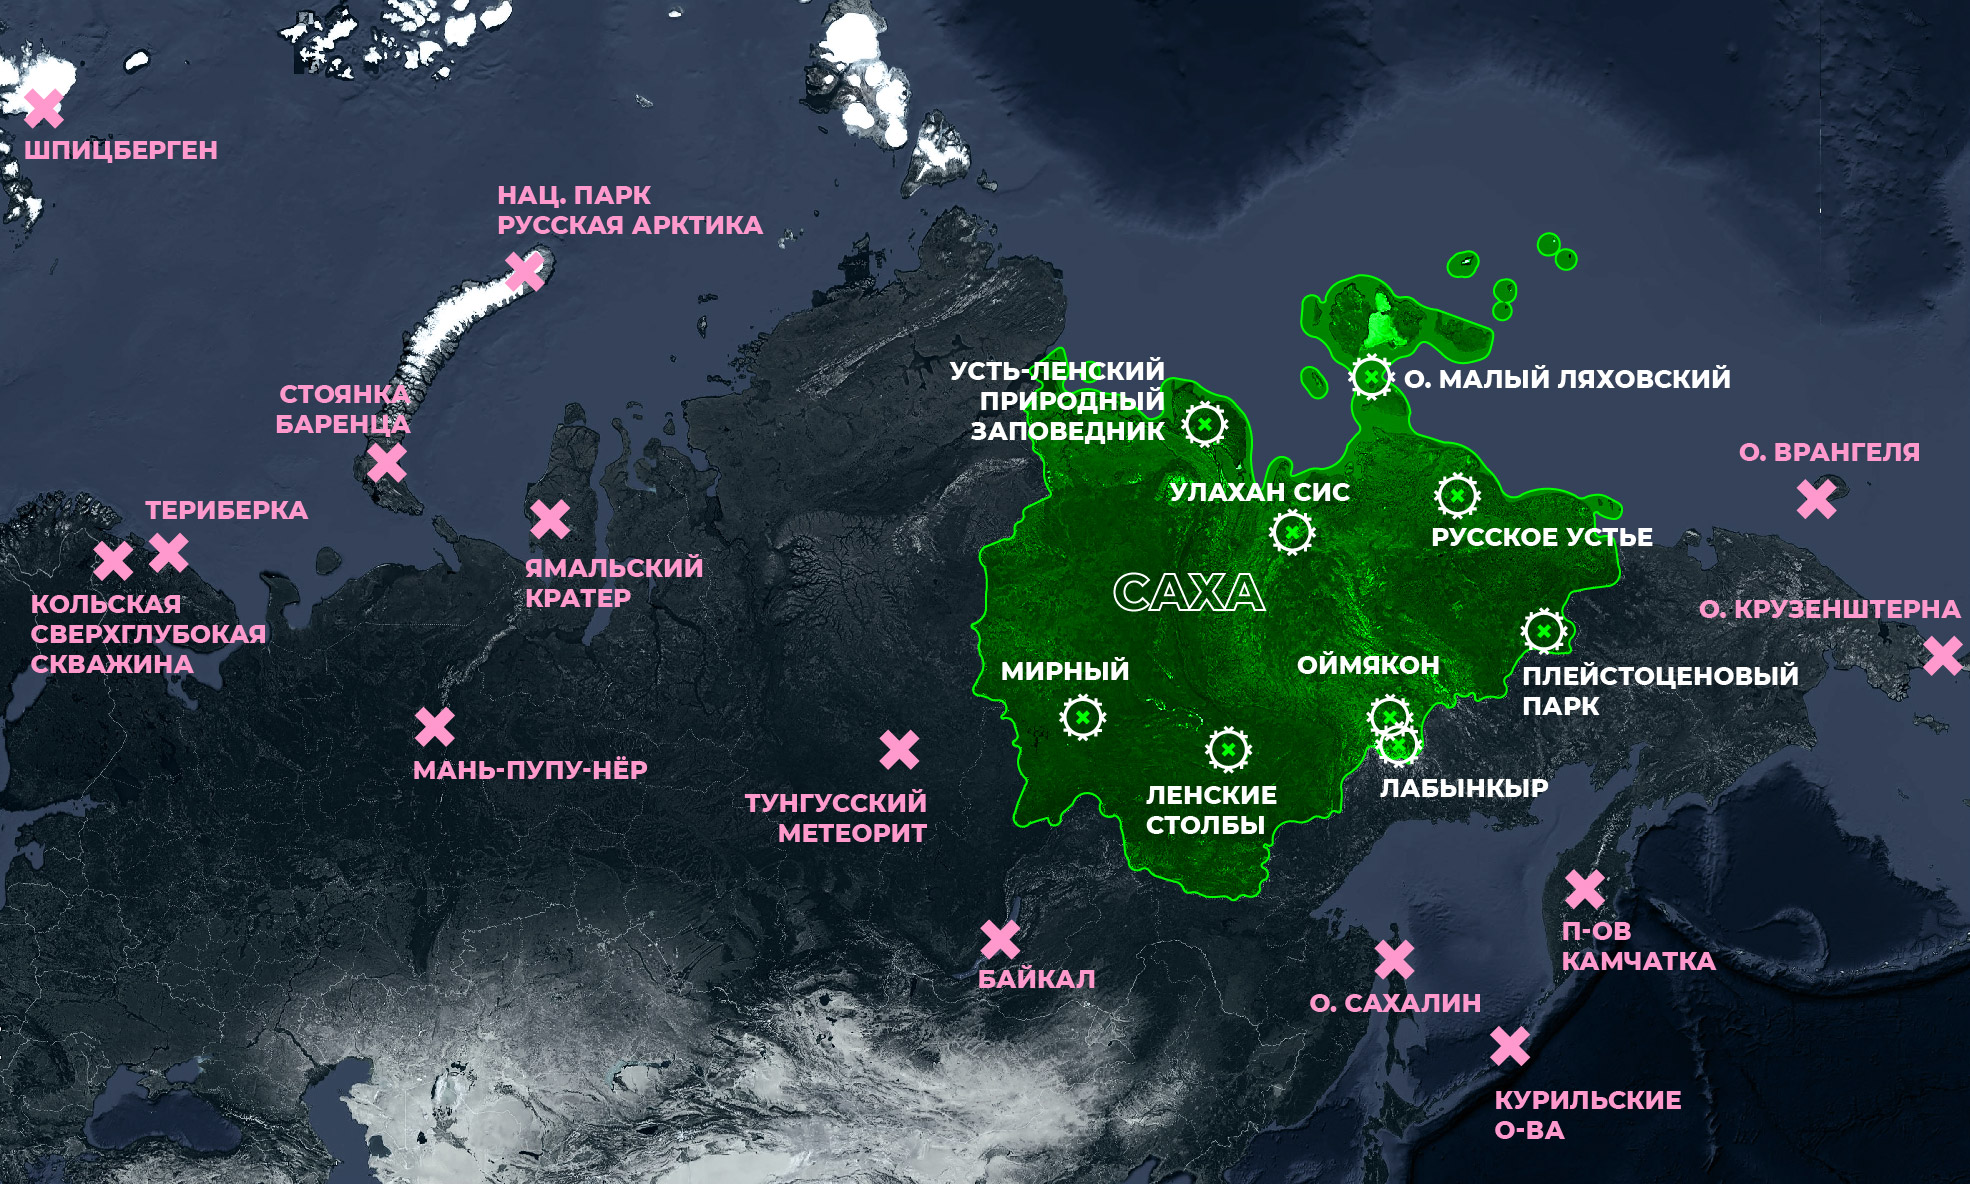 ШПИЦБЕРГЕН
НАЦ. ПАРК
РУССКАЯ АРКТИКА
СТОЯНКА
БАРЕНЦА
ТЕРИБЕРКА
КОЛЬСКАЯ
СВЕРХГЛУБОКАЯ
СКВАЖИНА
ЯМАЛЬСКИЙ
КРАТЕР
МАНЬ-ПУПУ-НЁР
ТУНГУССКИЙ
МЕТЕОРИТ
БАЙКАЛ
УСТЬ-ЛЕНСКИЙ
ПРИРОДНЫЙ
ЗАПОВЕДНИК
О. МАЛЫЙ ЛЯХОВСКИЙ
УЛАХАН СИС
РУССКОЕ УСТЬЕ
САХА
МИРНЫЙ
ОЙМЯКОН
ПЛЕЙСТОЦЕНОВЫЙ
ПАРК
ЛАБЫНКЫР
ЛЕНСКИЕ
СТОЛБЫ
О. ВРАНГЕЛЯ
О. КРУЗЕНШТЕРНА
П-ОВ
КАМЧАТКА
О. САХАЛИН
КУРИЛЬСКИЕ
О-ВА